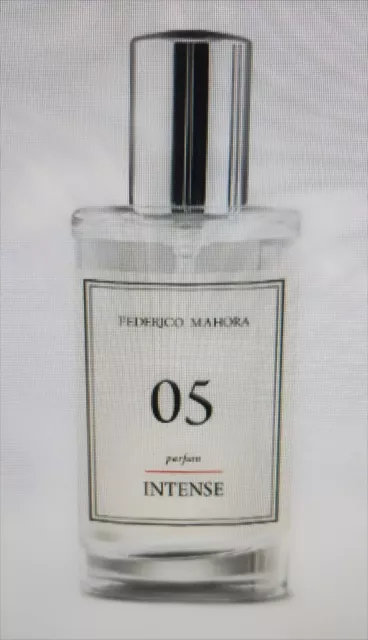 FEDERICO MAHORA
05
parfum
INTENSE